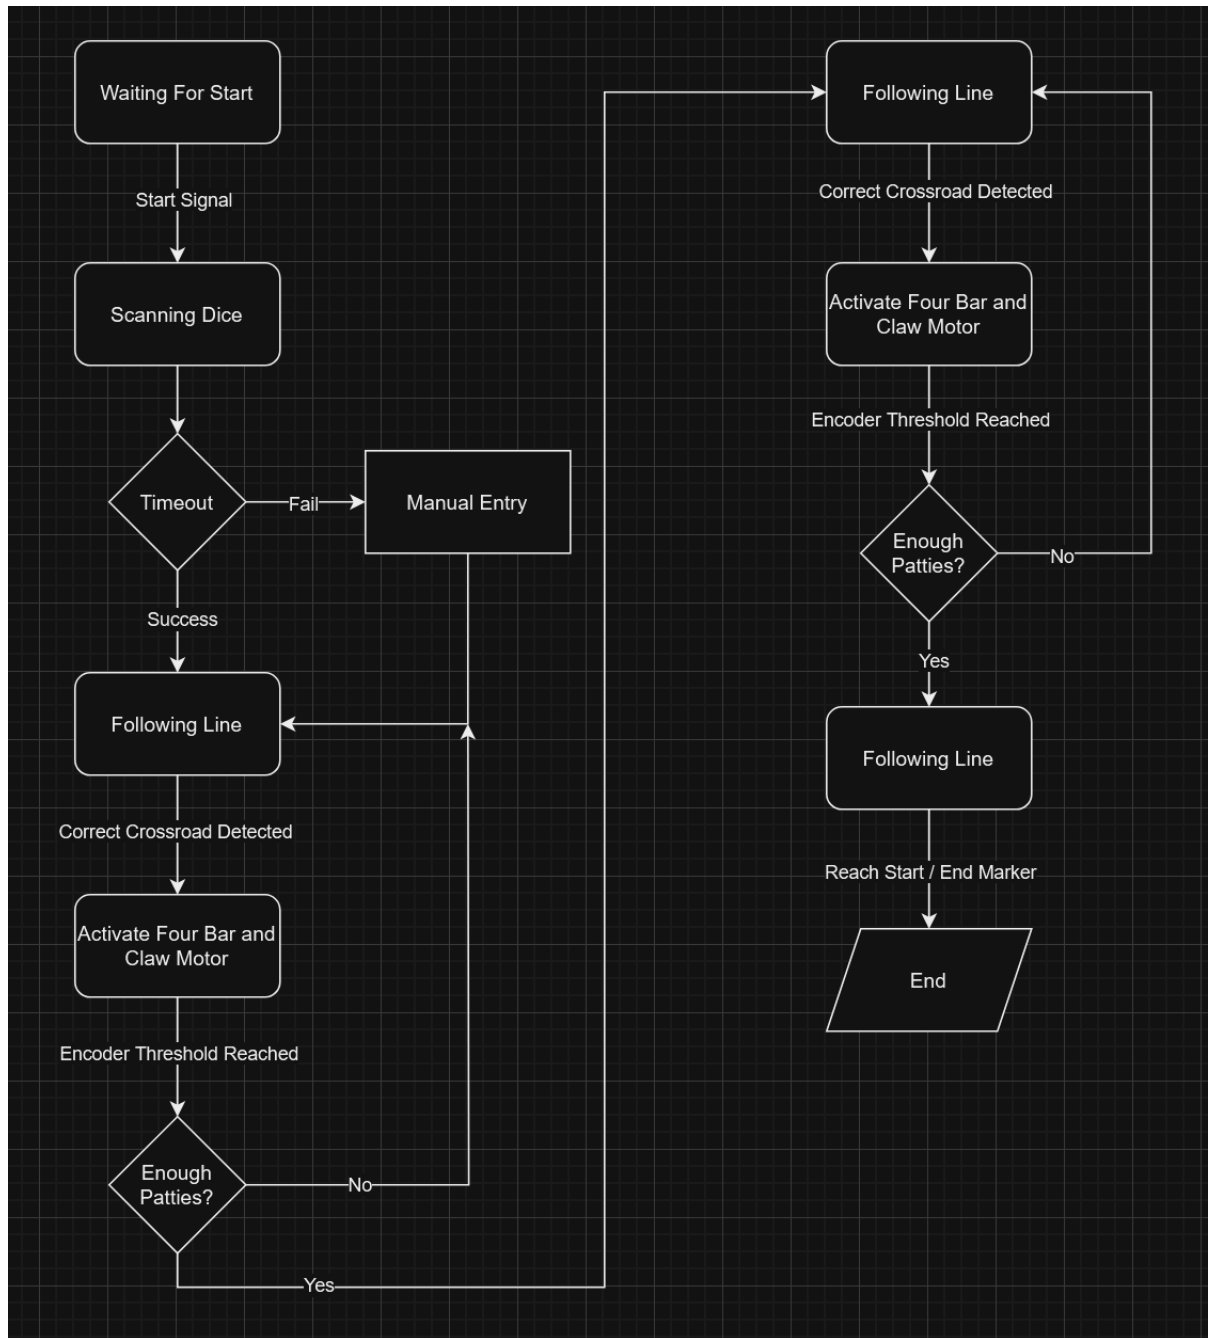 Waiting For Start
Start Signal
Scanning Dice
Timeout
Fail
Manual Entry
Success
Following Line
Correct Crossroad Detected
Activate Four Bar and
Claw Motor
Encoder Threshold Reached
Enough
Patties?
No
Yes
Following Line
Correct Crossroad Detected
Activate Four Bar and
Claw Motor
Encoder Threshold Reached
Enough
Patties?
No
Yes
Following Line
Reach Start / End Marker
End